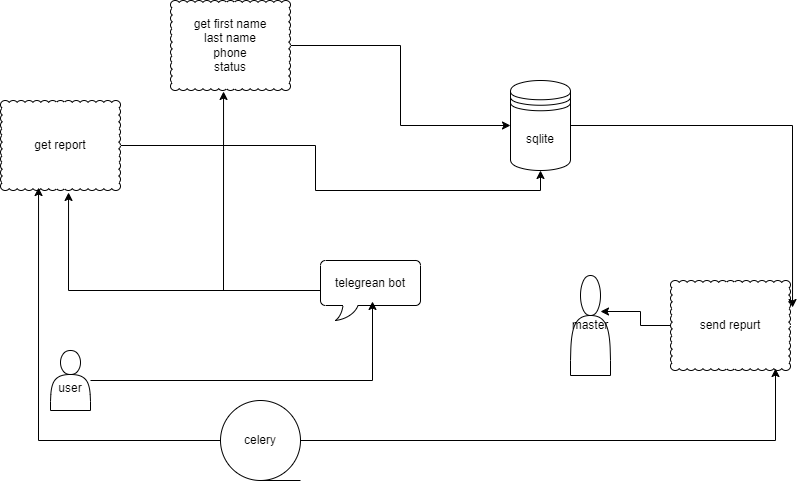 get first name
last name
phone
status
get report
sqlite
telegrean bot
master
send repurt
user
celery